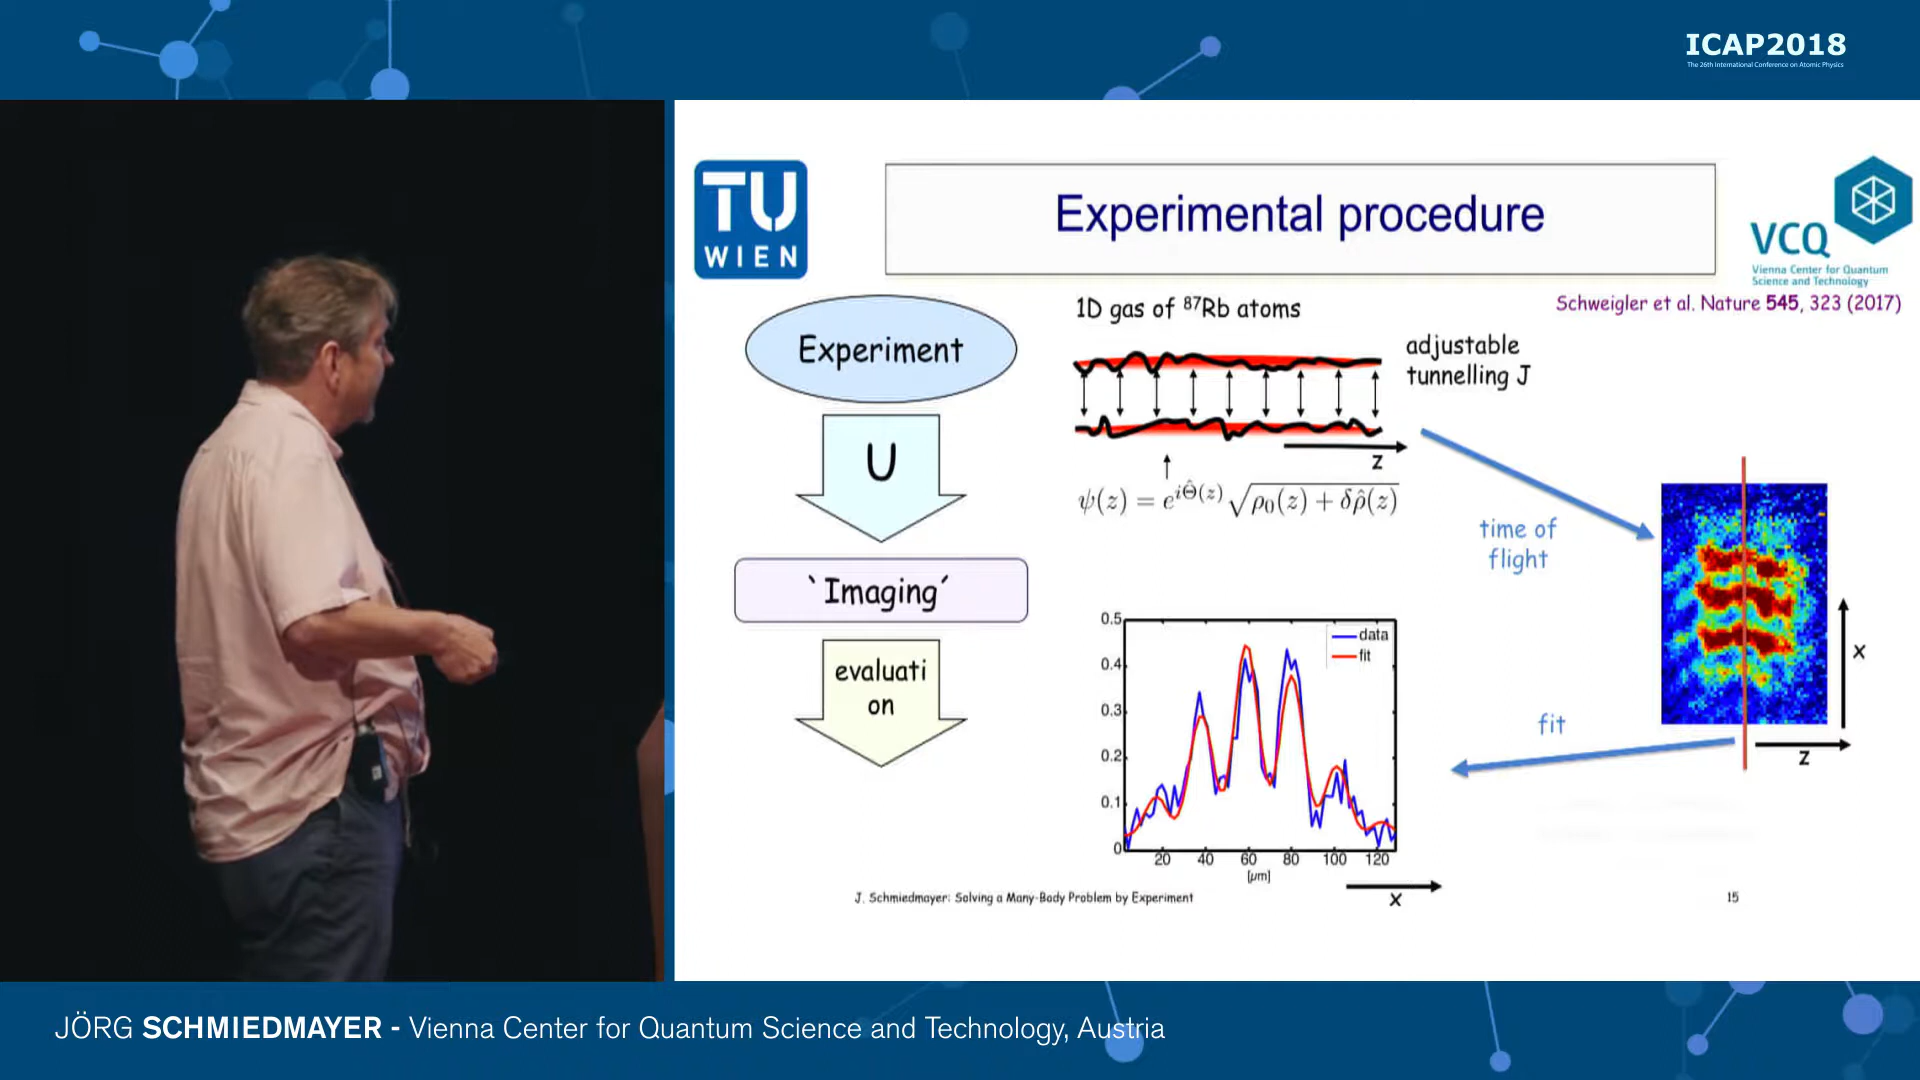 ICAP2018
The 26th International Conference on Atomic Physics
TU
WIEN
Experimental procedure
VCQ
Vienna Center for Quantum
Science and Technology
Schweigler et al. Nature 545, 323 (2017)
Experiment
U
`Imaging´
evaluati
on
1D gas of ⁸⁷Rb atoms
adjustable
tunnelling J
z
ψ(z) = e^{iΘ̂(z)} √(ρ₀(z) + δρ̂(z))
time of
flight
x
z
fit
0.5
0.4
0.3
0.2
0.1
0
data
fit
20 40 60 80 100 120
[µm]
x
J. Schmiedmayer: Solving a Many-Body Problem by Experiment
15
JÖRG SCHMIEDMAYER - Vienna Center for Quantum Science and Technology, Austria